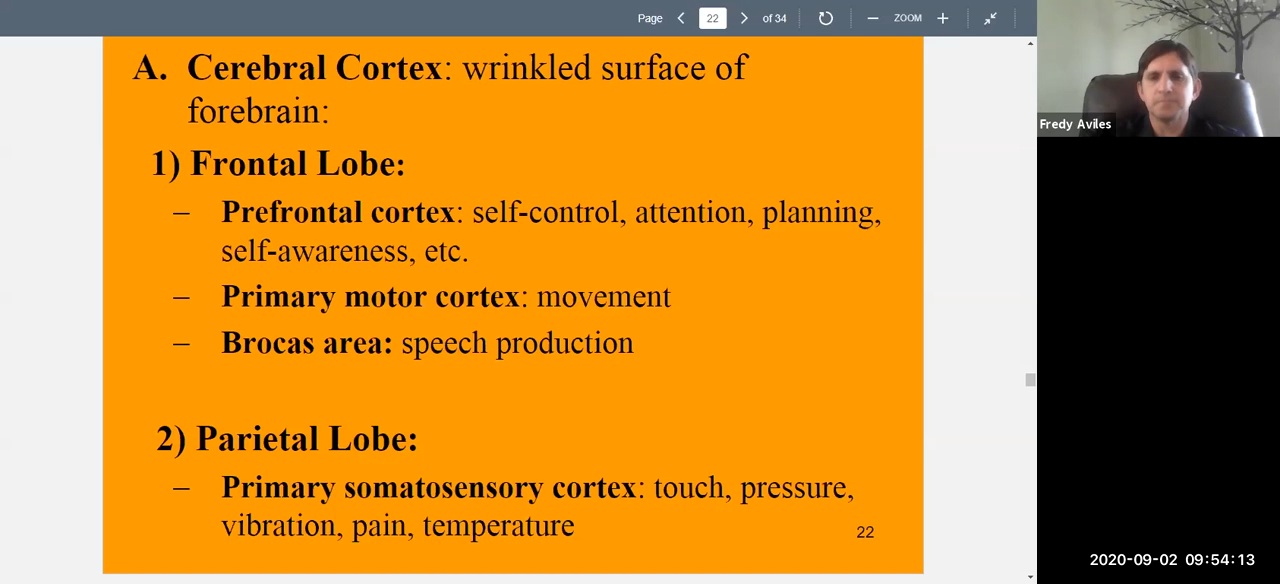 Page 22 of 34 ZOOM
A. Cerebral Cortex: wrinkled surface of
forebrain:
1) Frontal Lobe:
– Prefrontal cortex: self-control, attention, planning,
self-awareness, etc.
– Primary motor cortex: movement
– Brocas area: speech production
2) Parietal Lobe:
– Primary somatosensory cortex: touch, pressure,
vibration, pain, temperature
22
Fredy Aviles
2020-09-02 09:54:13